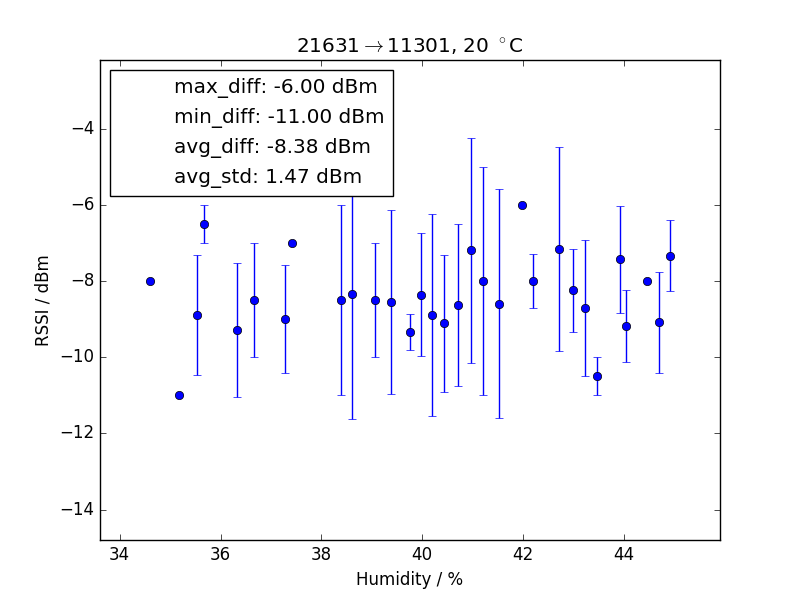 21631→11301, 20 °C
max_diff: -6.00 dBm
min_diff: -11.00 dBm
avg_diff: -8.38 dBm
avg_std: 1.47 dBm
−4
−6
−8
−10
−12
−14
RSSI / dBm
34 36 38 40 42 44
Humidity / %